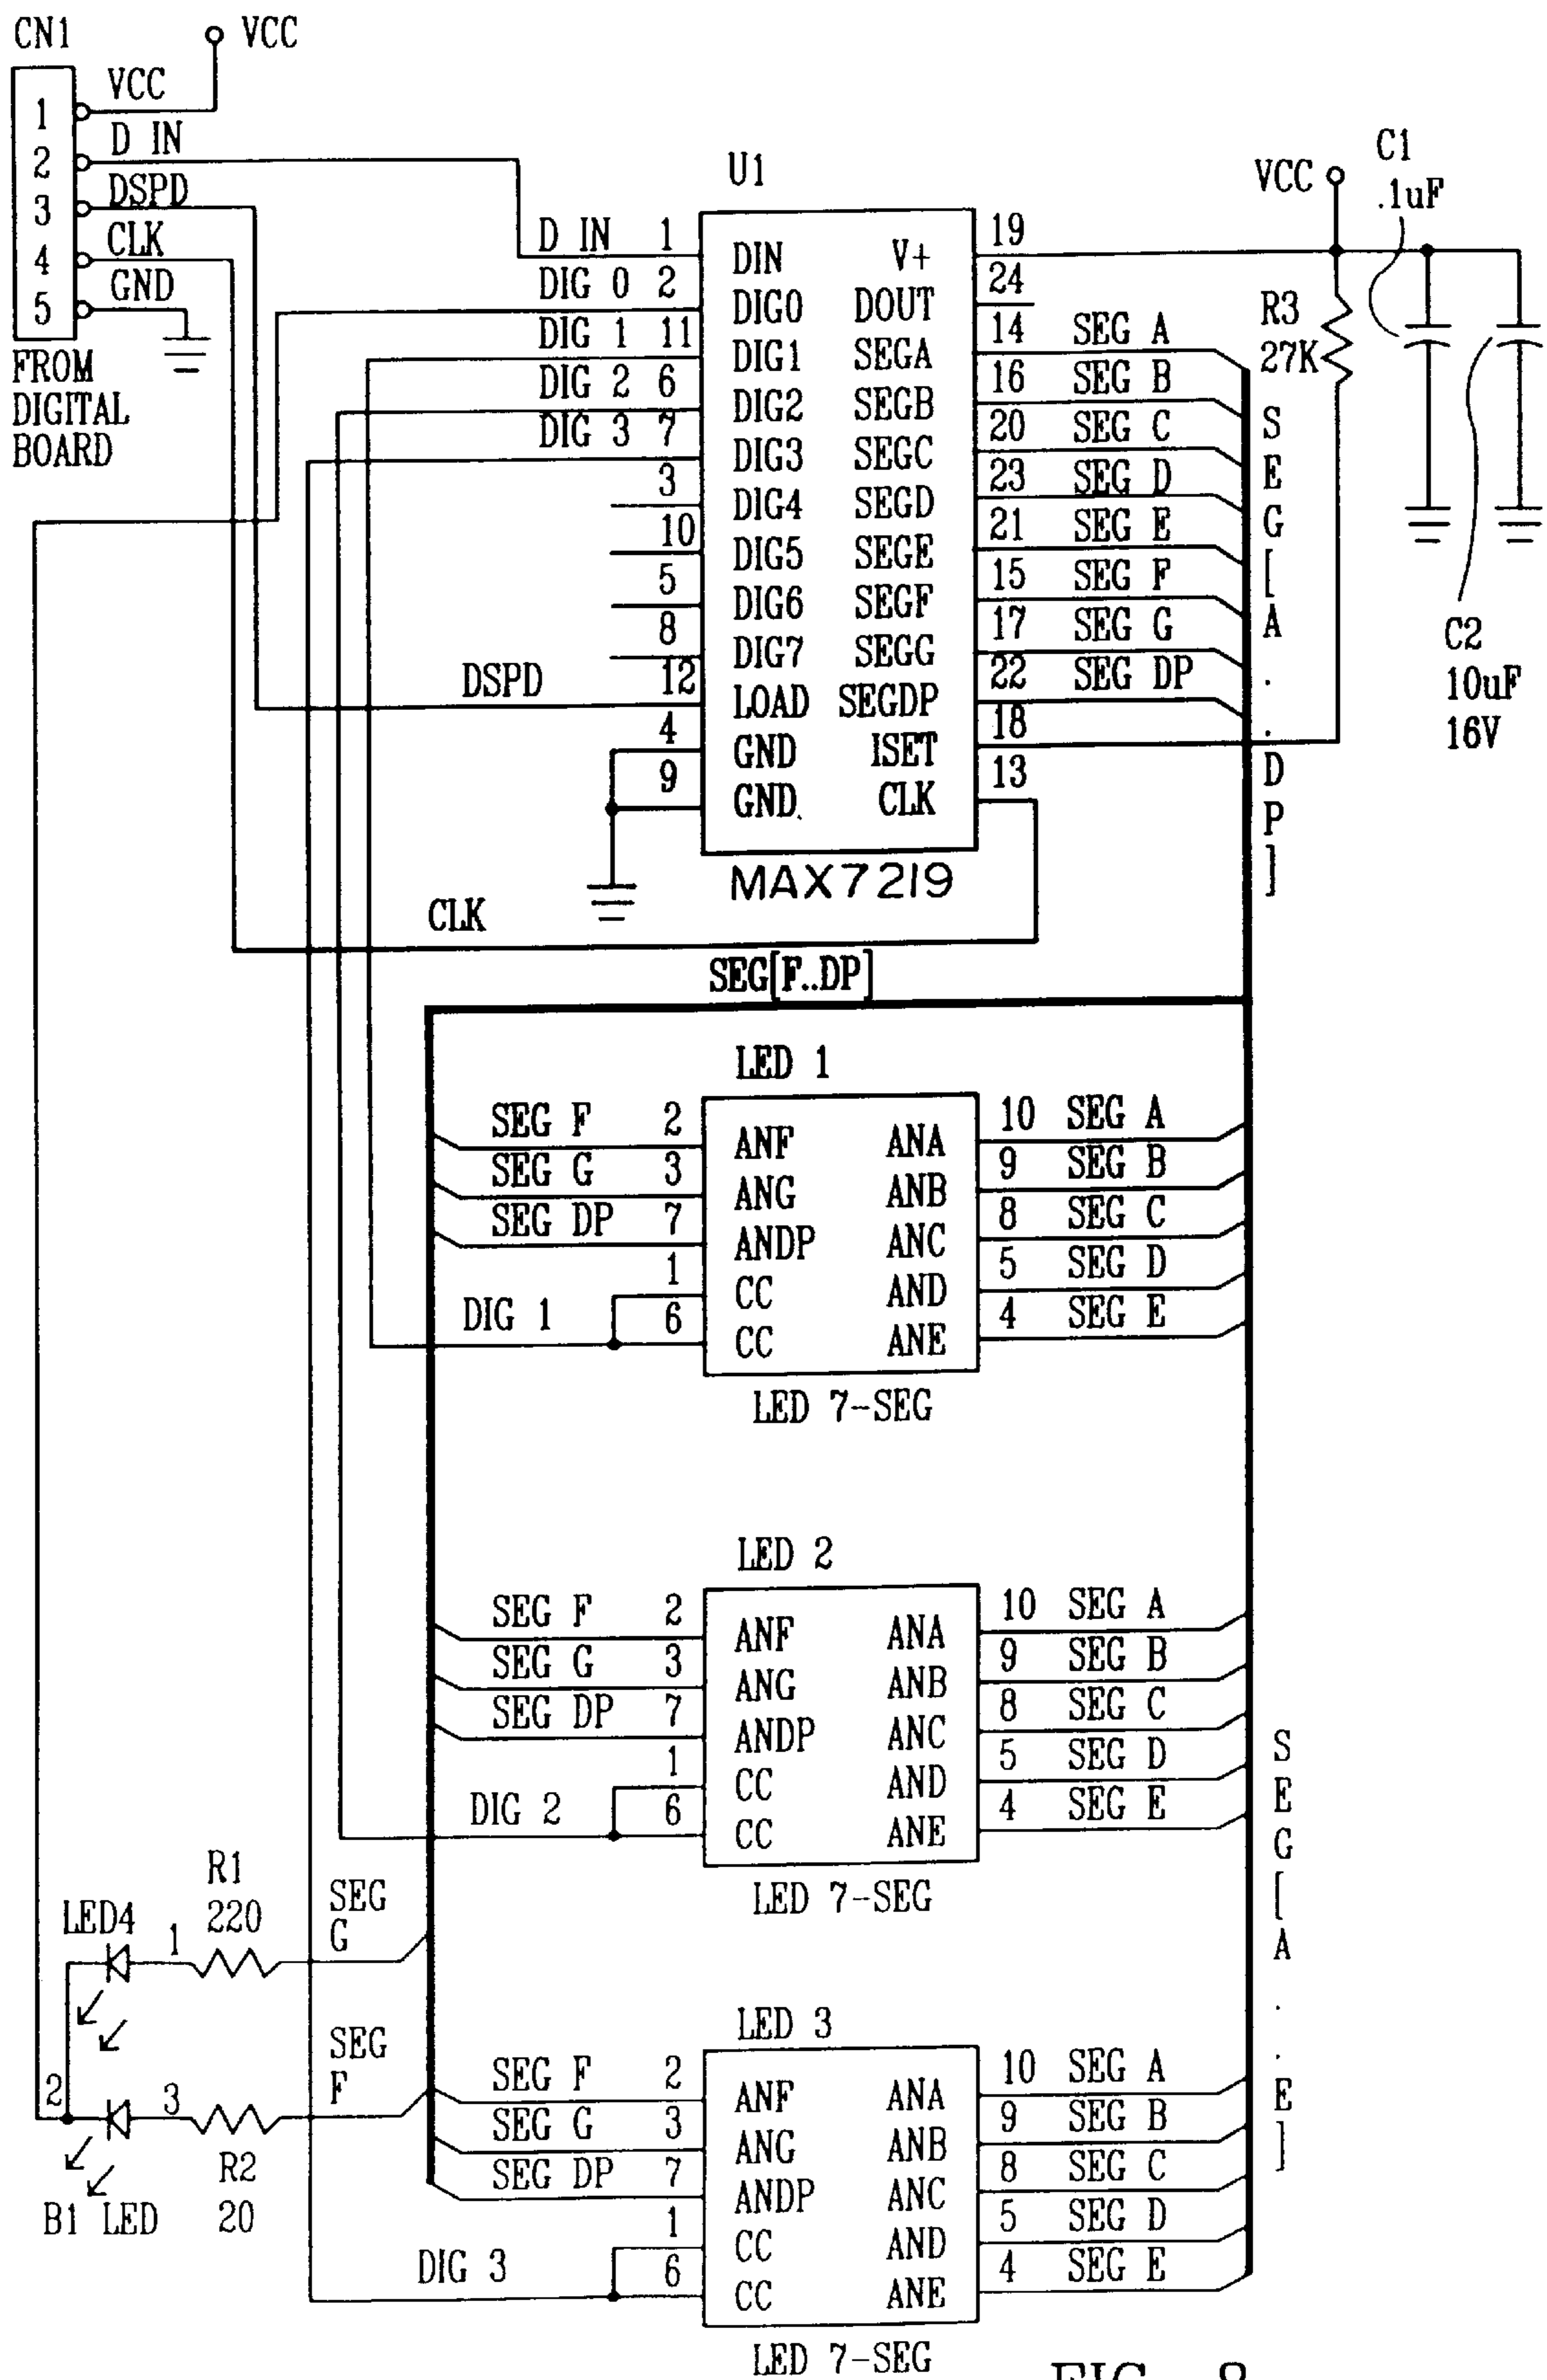 CN1
VCC
1 VCC
2 D IN
3 DSPD
4 CLK
5 GND
FROM
DIGITAL
BOARD
U1
D IN 1 DIN V+ 19
DIG 0 2 DIG0 DOUT 24
DIG 1 11 DIG1 SEGA 14 SEG A
DIG 2 6 DIG2 SEGB 16 SEG B
DIG 3 7 DIG3 SEGC 20 SEG C
3 DIG4 SEGD 23 SEG D
10 DIG5 SEGE 21 SEG E
5 DIG6 SEGF 15 SEG F
8 DIG7 SEGG 17 SEG G
DSPD 12 LOAD SEGDP 22 SEG DP
4 GND ISET 18
9 GND CLK 13
MAX7219
CLK
VCC
C1
.1uF
R3
27K
C2
10uF
16V
SEG[A..DP]
SEG[F..DP]
LED 1
SEG F 2 ANF ANA 10 SEG A
SEG G 3 ANG ANB 9 SEG B
SEG DP 7 ANDP ANC 8 SEG C
1 CC AND 5 SEG D
DIG 1 6 CC ANE 4 SEG E
LED 7-SEG
LED 2
SEG F 2 ANF ANA 10 SEG A
SEG G 3 ANG ANB 9 SEG B
SEG DP 7 ANDP ANC 8 SEG C
1 CC AND 5 SEG D
DIG 2 6 CC ANE 4 SEG E
LED 7-SEG
SEG[A..E]
LED4
1
R1
220
SEG
G
2
3
SEG
F
R2
20
B1 LED
LED 3
SEG F 2 ANF ANA 10 SEG A
SEG G 3 ANG ANB 9 SEG B
SEG DP 7 ANDP ANC 8 SEG C
1 CC AND 5 SEG D
DIG 3 6 CC ANE 4 SEG E
LED 7-SEG
FIG. 8